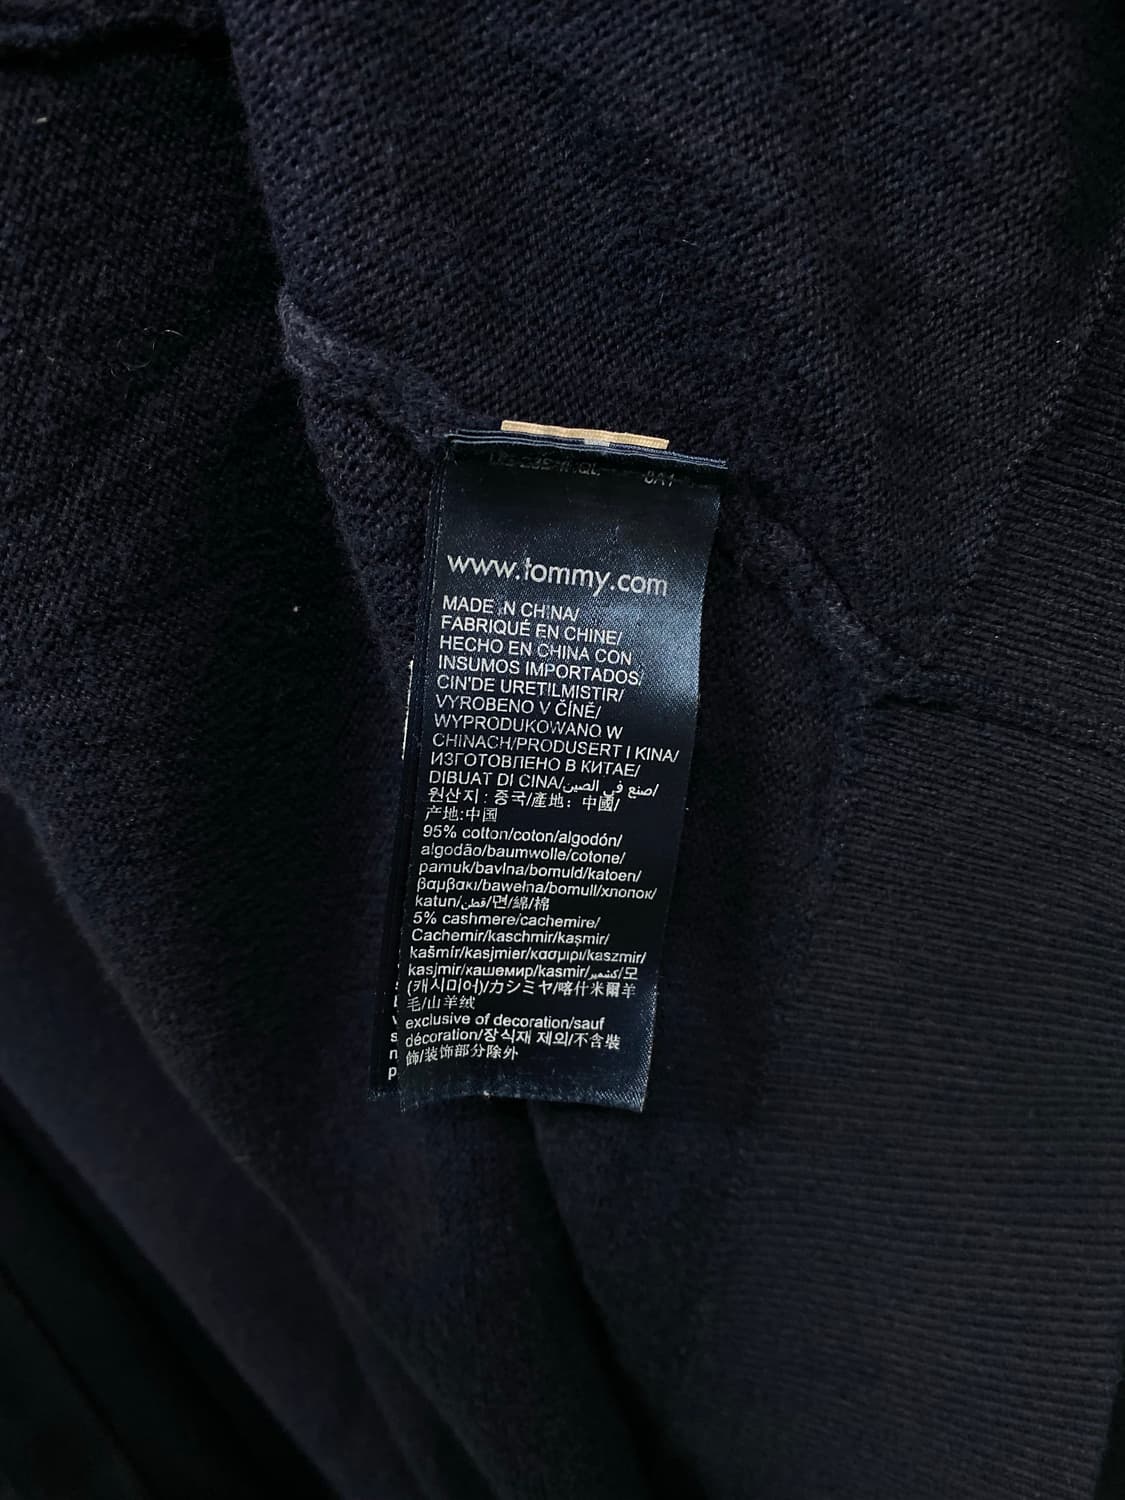 www.tommy.com
MADE IN CHINA/
FABRIQUÉ EN CHINE/
HECHO EN CHINA CON
INSUMOS IMPORTADOS/
CIN'DE URETILMISTIR/
VYROBENO V ČÍNĚ/
WYPRODUKOWANO W
CHINACH/PRODUSERT I KINA/
ИЗГОТОВЛЕНО В КИТАЕ/
DIBUAT DI CINA/صنع في الصين/
원산지 : 중국/產地：中國/
产地:中国
95% cotton/coton/algodón/
algodão/baumwolle/cotone/
pamuk/bavlna/bomuld/katoen/
βαμβακι/bawełna/bomull/хлопок/
katun/قطن/면/綿/棉
5% cashmere/cachemire/
Cachemir/kaschmir/kaşmir/
kašmír/kasjmier/κασμιρι/kaszmir/
kasjmir/кашемир/kasmir/كشمير/모
(캐시미어)/カシミヤ/喀什米爾羊
毛/山羊绒
exclusive of decoration/sauf
décoration/장식재 제외/不含裝
飾/装饰部分除外